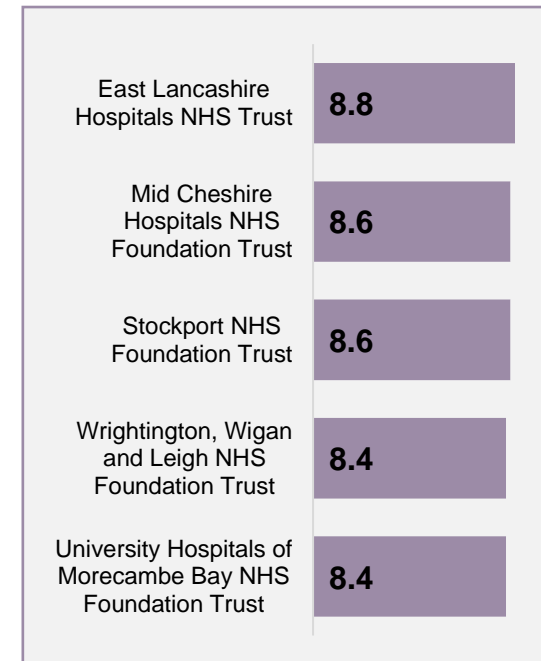 East Lancashire
Hospitals NHS Trust
8.8
Mid Cheshire
Hospitals NHS
Foundation Trust
8.6
Stockport NHS
Foundation Trust
8.6
Wrightington, Wigan
and Leigh NHS
Foundation Trust
8.4
University Hospitals of
Morecambe Bay NHS
Foundation Trust
8.4